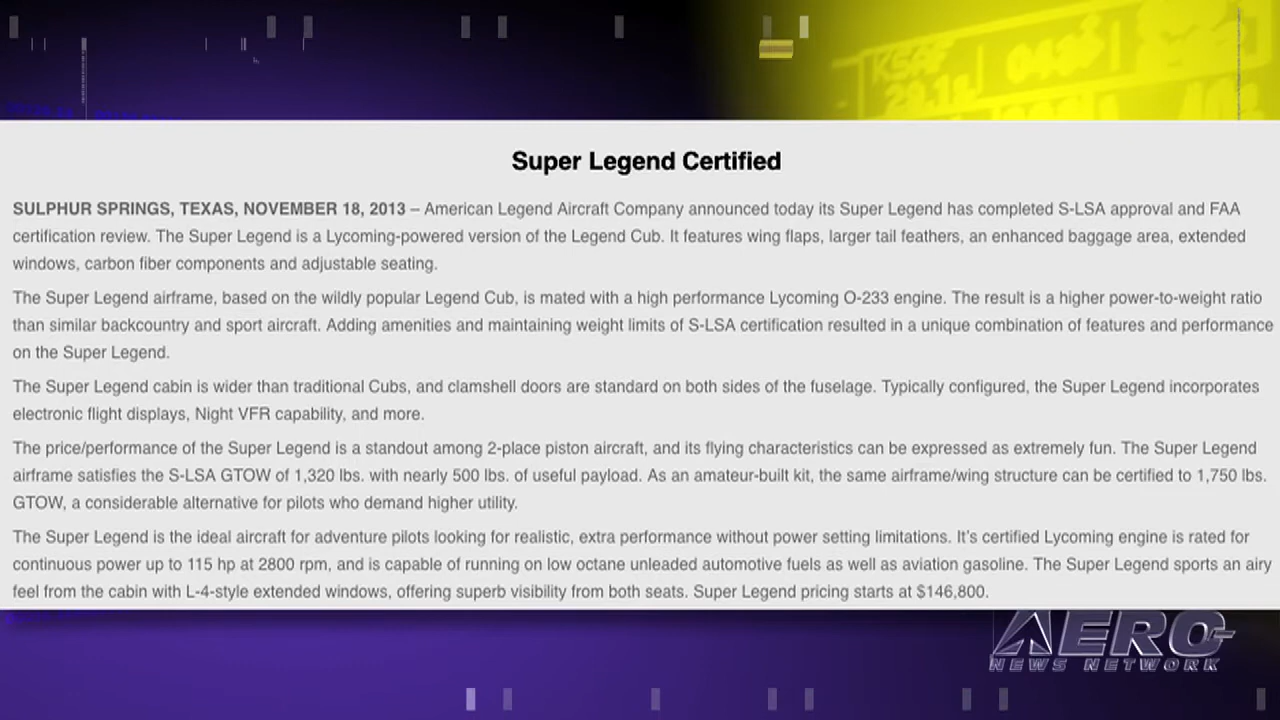 KSAF
29.18
Super Legend Certified
SULPHUR SPRINGS, TEXAS, NOVEMBER 18, 2013 – American Legend Aircraft Company announced today its Super Legend has completed S-LSA approval and FAA
certification review. The Super Legend is a Lycoming-powered version of the Legend Cub. It features wing flaps, larger tail feathers, an enhanced baggage area, extended
windows, carbon fiber components and adjustable seating.
The Super Legend airframe, based on the wildly popular Legend Cub, is mated with a high performance Lycoming O-233 engine. The result is a higher power-to-weight ratio
than similar backcountry and sport aircraft. Adding amenities and maintaining weight limits of S-LSA certification resulted in a unique combination of features and performance
on the Super Legend.
The Super Legend cabin is wider than traditional Cubs, and clamshell doors are standard on both sides of the fuselage. Typically configured, the Super Legend incorporates
electronic flight displays, Night VFR capability, and more.
The price/performance of the Super Legend is a standout among 2-place piston aircraft, and its flying characteristics can be expressed as extremely fun. The Super Legend
airframe satisfies the S-LSA GTOW of 1,320 lbs. with nearly 500 lbs. of useful payload. As an amateur-built kit, the same airframe/wing structure can be certified to 1,750 lbs.
GTOW, a considerable alternative for pilots who demand higher utility.
The Super Legend is the ideal aircraft for adventure pilots looking for realistic, extra performance without power setting limitations. It's certified Lycoming engine is rated for
continuous power up to 115 hp at 2800 rpm, and is capable of running on low octane unleaded automotive fuels as well as aviation gasoline. The Super Legend sports an airy
feel from the cabin with L-4-style extended windows, offering superb visibility from both seats. Super Legend pricing starts at $146,800.
AERO-
NEWS NETWORK